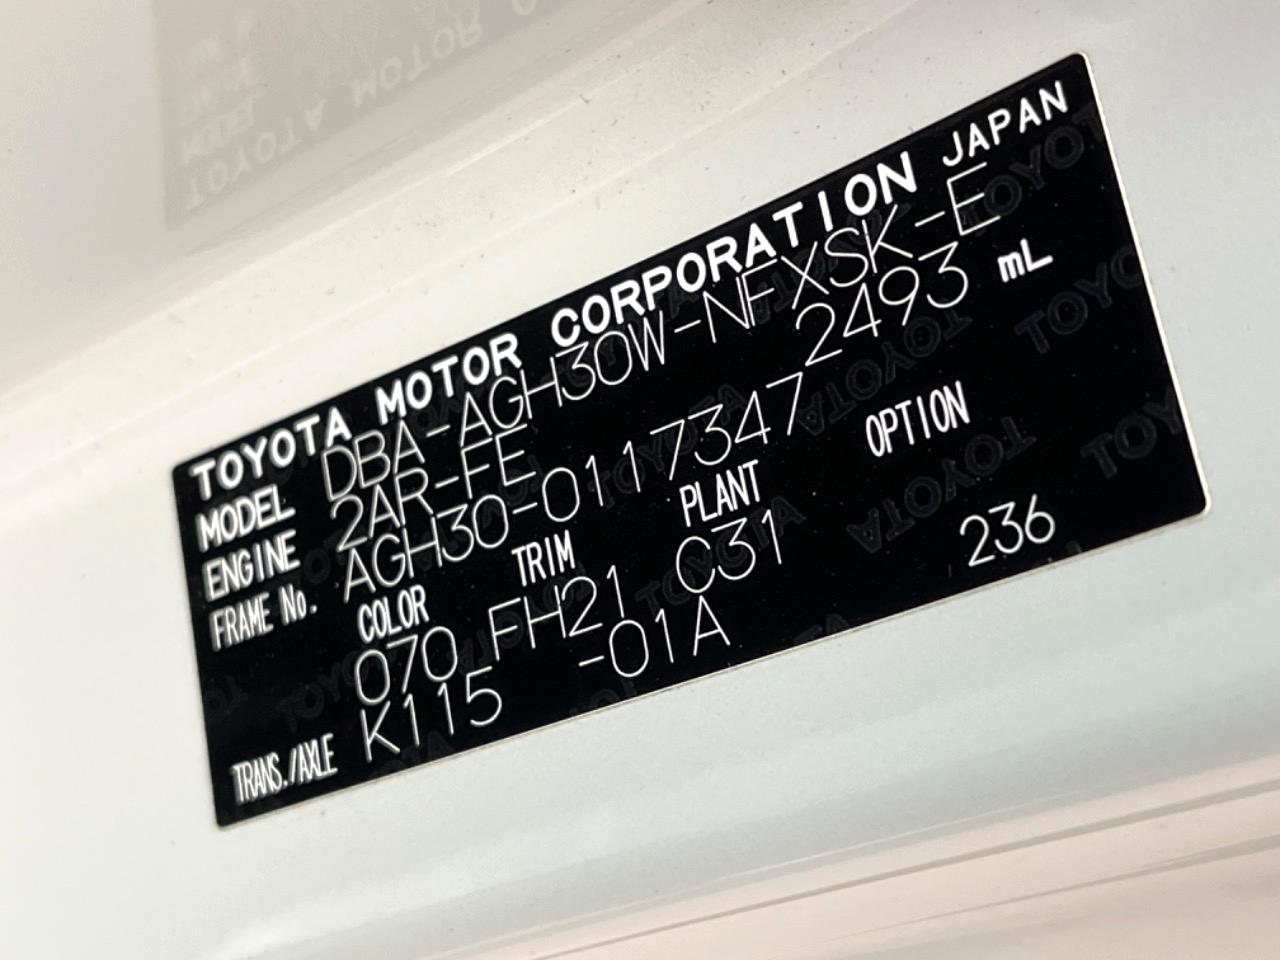 TOYOTA MOTOR CORPORATION JAPAN
MODEL DBA-AGH30W-NFXSK-E
ENGINE 2AR-FE 2493 mL
FRAME No. AGH30-0117347
COLOR TRIM PLANT OPTION
070 FH21 C31 236
TRANS./AXLE K115 -01A